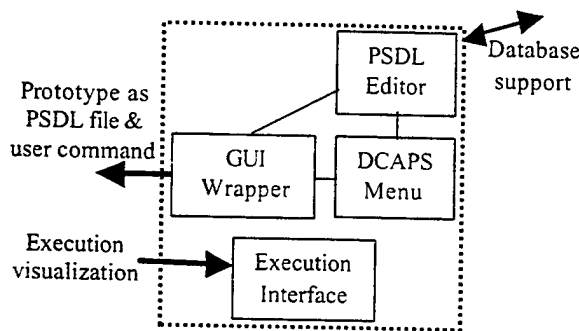 PSDL
Editor
Database
support
Prototype as
PSDL file &
user command
GUI
Wrapper
DCAPS
Menu
Execution
visualization
Execution
Interface